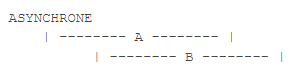 ASYNCHRONE
| -------- A -------- |
| -------- B -------- |